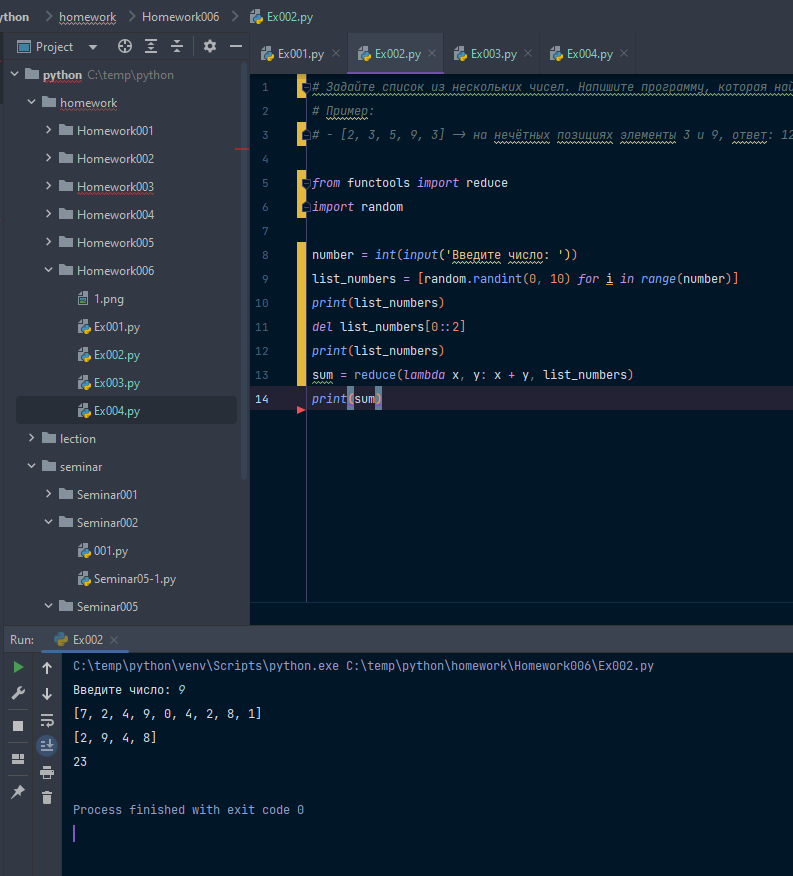 ython > homework > Homework006 > Ex002.py
Project
Ex001.py
Ex002.py
Ex003.py
Ex004.py
python C:\temp\python
homework
Homework001
Homework002
Homework003
Homework004
Homework005
Homework006
1.png
Ex001.py
Ex002.py
Ex003.py
Ex004.py
lection
seminar
Seminar001
Seminar002
001.py
Seminar05-1.py
Seminar005
1 # Задайте список из нескольких чисел. Напишите программу, которая най
2 # Пример:
3 # - [2, 3, 5, 9, 3] -> на нечётных позициях элементы 3 и 9, ответ: 12
4
5 from functools import reduce
6 import random
7
8 number = int(input('Введите число: '))
9 list_numbers = [random.randint(0, 10) for i in range(number)]
10 print(list_numbers)
11 del list_numbers[0::2]
12 print(list_numbers)
13 sum = reduce(lambda x, y: x + y, list_numbers)
14 print(sum)
Run: Ex002
C:\temp\python\venv\Scripts\python.exe C:\temp\python\homework\Homework006\Ex002.py
Введите число: 9
[7, 2, 4, 9, 0, 4, 2, 8, 1]
[2, 9, 4, 8]
23
Process finished with exit code 0